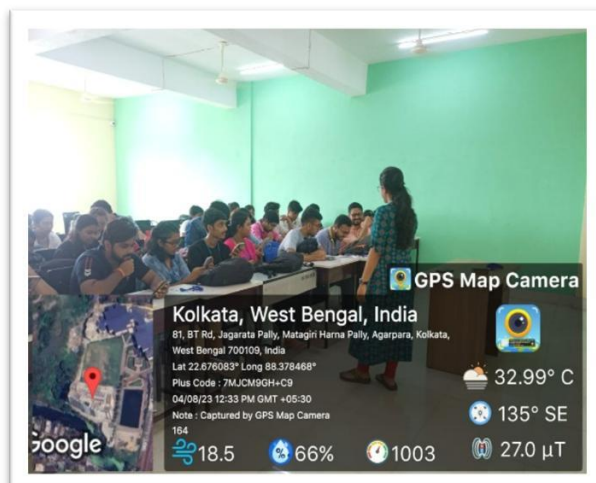 GPS Map Camera
Kolkata, West Bengal, India
81, BT Rd, Jagarata Pally, Matagiri Harna Pally, Agarpara, Kolkata,
West Bengal 700109, India
Lat 22.676083° Long 88.378468°
Plus Code : 7MJCM9GH+C9
04/08/23 12:33 PM GMT +05:30
Note : Captured by GPS Map Camera
164
32.99° C
135° SE
18.5
66%
1003
27.0 µT
Google